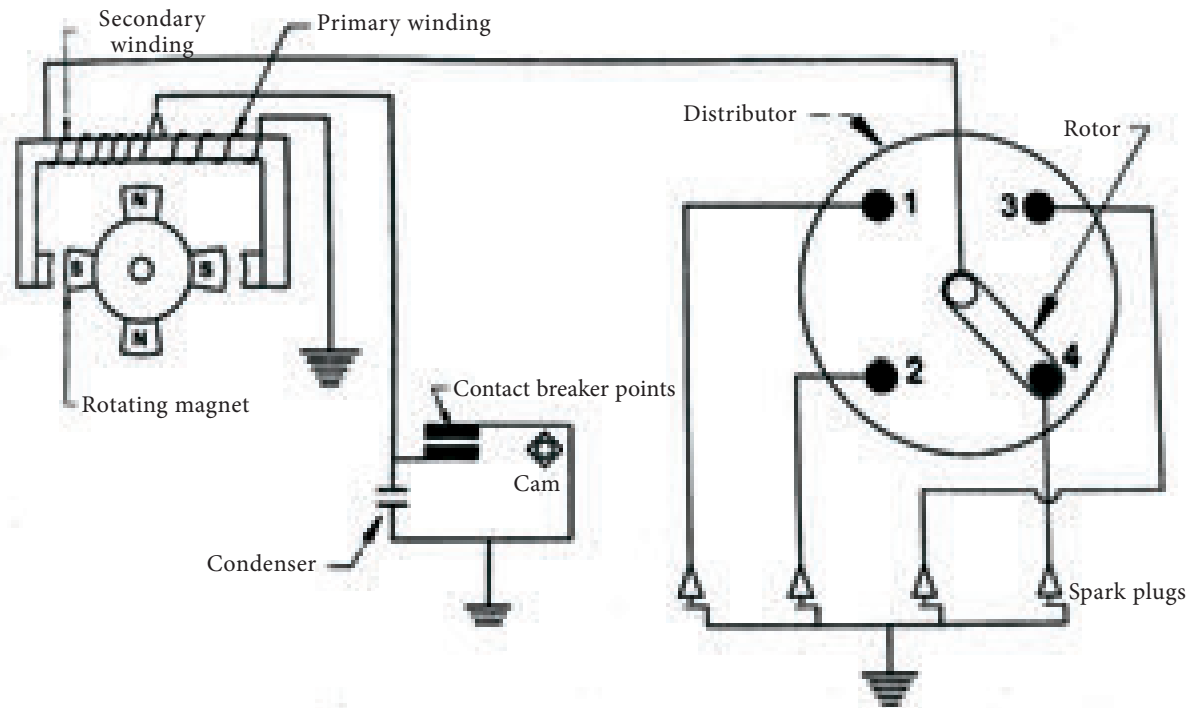 Secondary
winding
Primary winding
Distributor
Rotor
N
S S
N
1
3
2
4
Rotating magnet
Contact breaker points
Cam
Condenser
Spark plugs